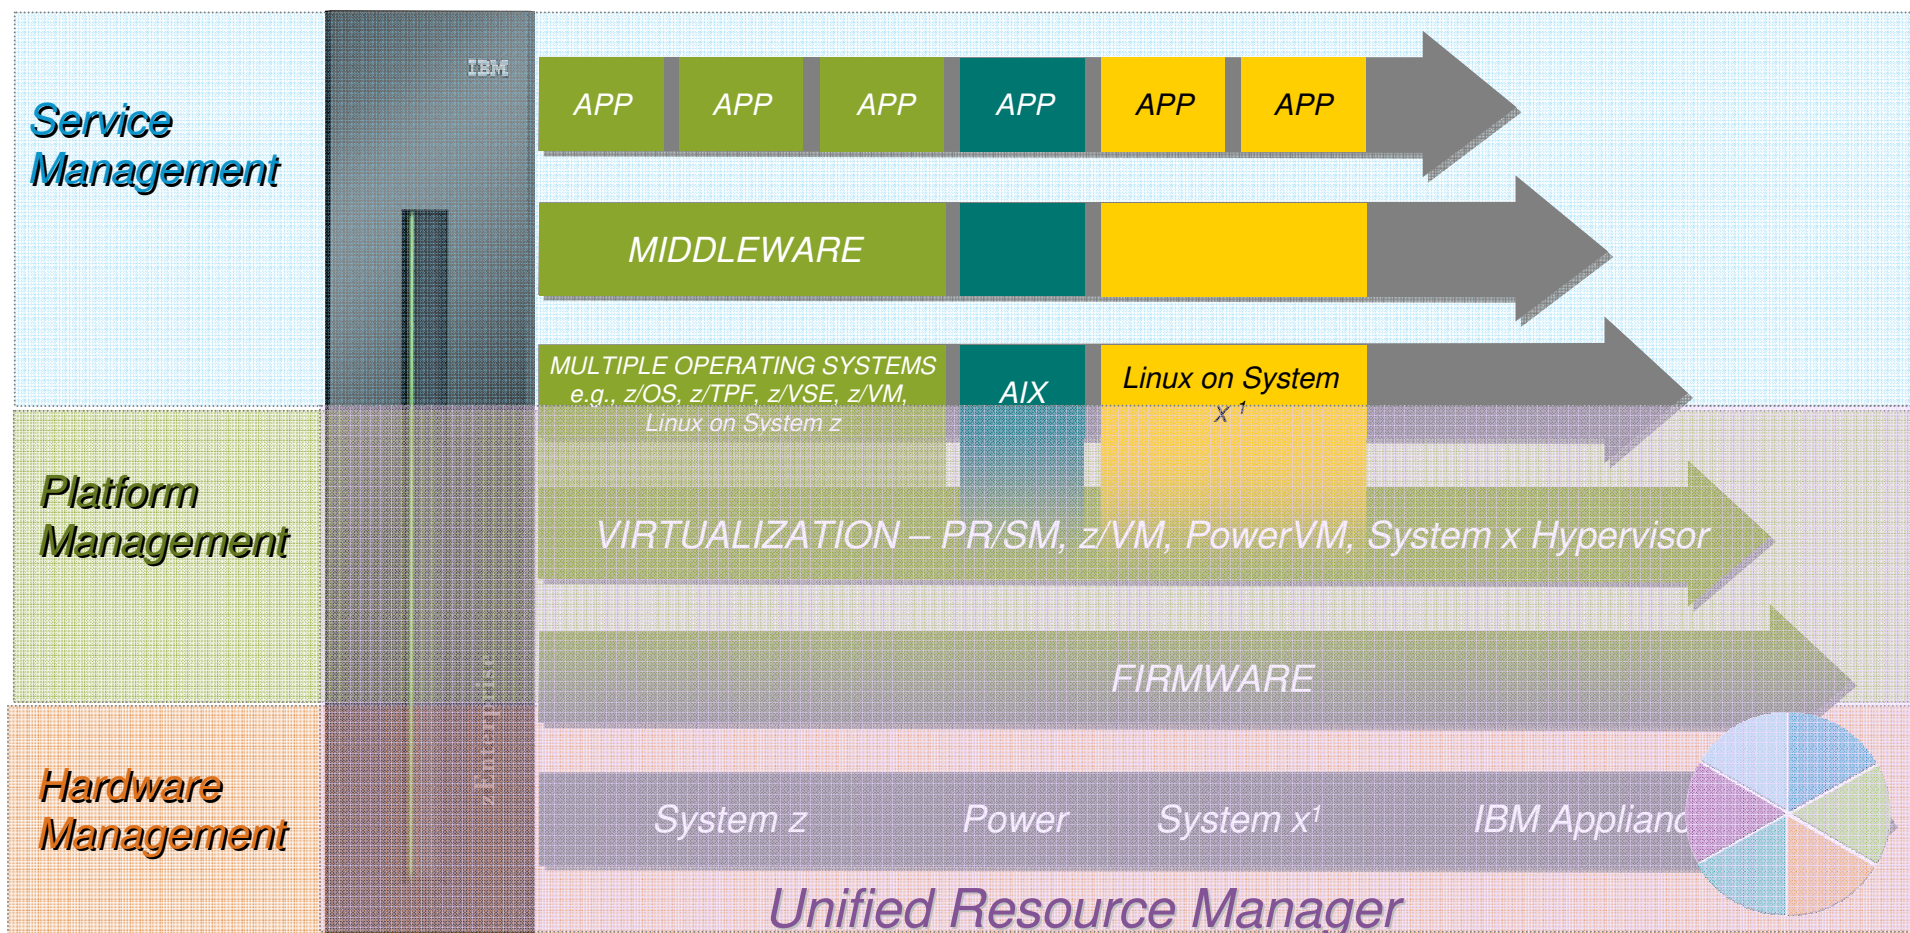 Service
Management
IBM
APP APP APP APP APP APP
MIDDLEWARE
MULTIPLE OPERATING SYSTEMS
e.g., z/OS, z/TPF, z/VSE, z/VM,
Linux on System z
AIX
Linux on System
x 1
Platform
Management
VIRTUALIZATION – PR/SM, z/VM, PowerVM, System x Hypervisor
FIRMWARE
zEnterprise
Hardware
Management
System z Power System x1 IBM Applianc
Unified Resource Manager